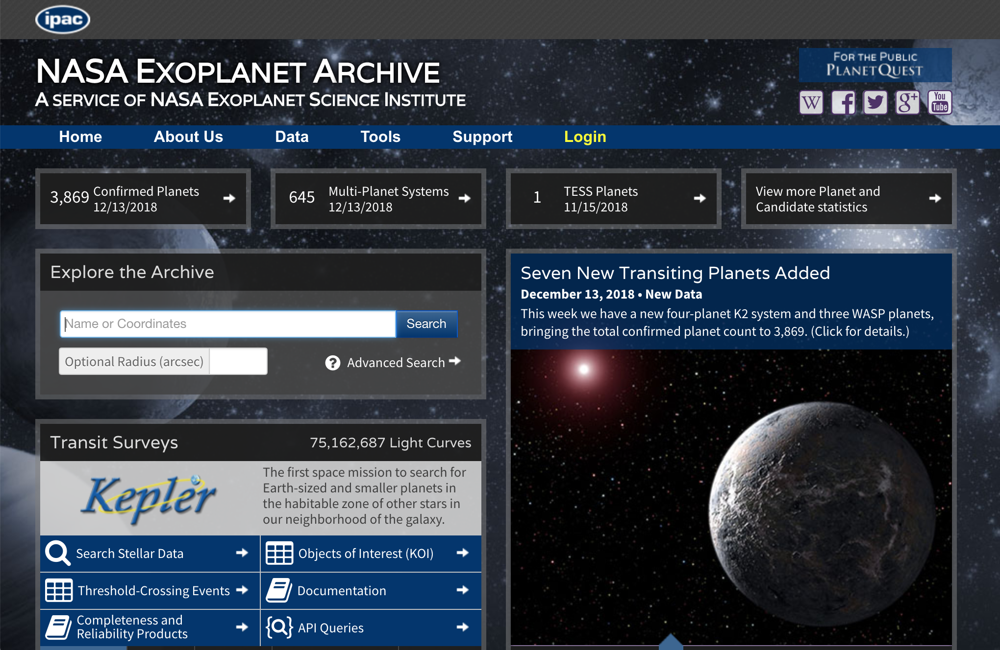 ipac
NASA EXOPLANET ARCHIVE
A SERVICE OF NASA EXOPLANET SCIENCE INSTITUTE
FOR THE PUBLIC
PLANETQUEST
W
f
g+
You
Tube
Home
About Us
Data
Tools
Support
Login
3,869
Confirmed Planets
12/13/2018
645
Multi-Planet Systems
12/13/2018
1
TESS Planets
11/15/2018
View more Planet and
Candidate statistics
Explore the Archive
Name or Coordinates
Search
Optional Radius (arcsec)
? Advanced Search
Seven New Transiting Planets Added
December 13, 2018 • New Data
This week we have a new four-planet K2 system and three WASP planets,
bringing the total confirmed planet count to 3,869. (Click for details.)
Transit Surveys
75,162,687 Light Curves
Kepler
The first space mission to search for
Earth-sized and smaller planets in
the habitable zone of other stars in
our neighborhood of the galaxy.
Search Stellar Data
Objects of Interest (KOI)
Threshold-Crossing Events
Documentation
Completeness and
Reliability Products
API Queries